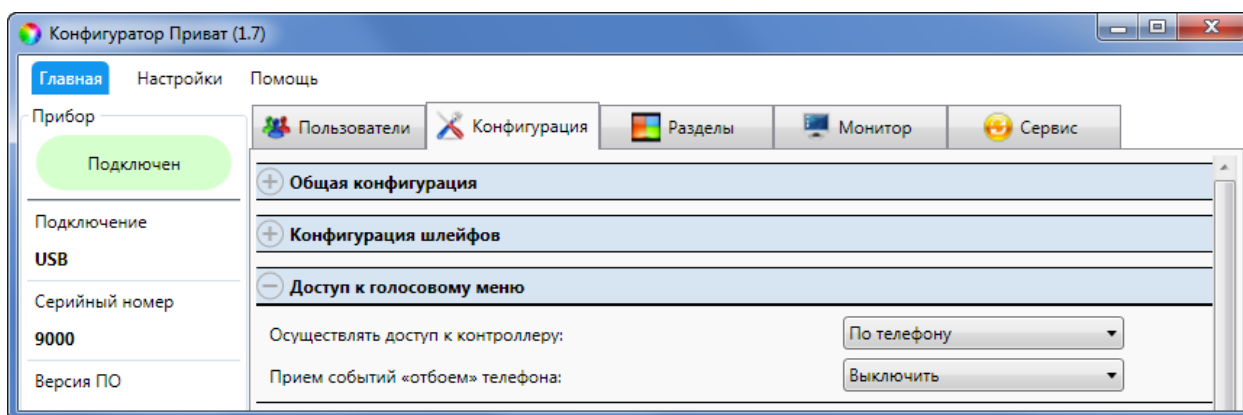 Конфигуратор Приват (1.7)
Главная Настройки Помощь
Прибор
Подключен
Подключение
USB
Серийный номер
9000
Версия ПО
Пользователи Конфигурация Разделы Монитор Сервис
Общая конфигурация
Конфигурация шлейфов
Доступ к голосовому меню
Осуществлять доступ к контроллеру: По телефону
Прием событий «отбоем» телефона: Выключить